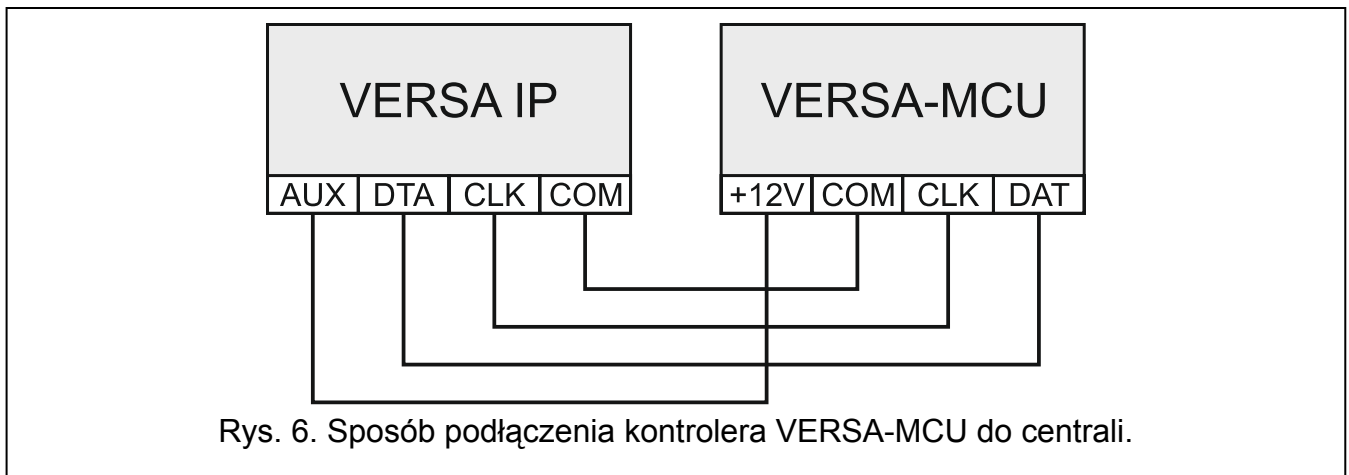 VERSA IP VERSA-MCU
AUX DTA CLK COM +12V COM CLK DAT
Rys. 6. Sposób podłączenia kontrolera VERSA-MCU do centrali.